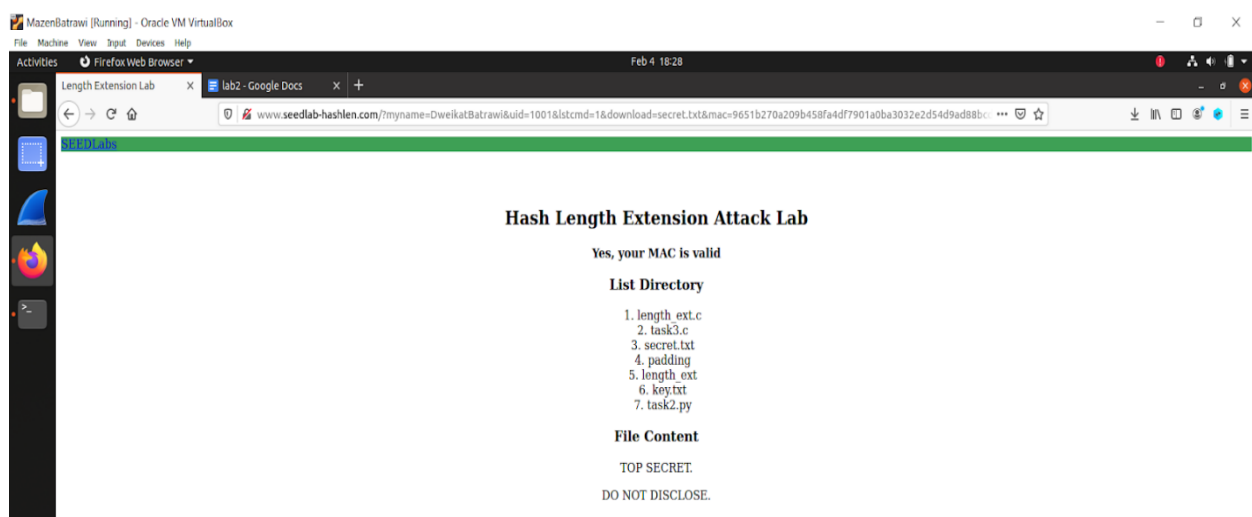 MazenBatrawi [Running] - Oracle VM VirtualBox
File Machine View Input Devices Help
Activities Firefox Web Browser Feb 4 18:28
Length Extension Lab lab2 - Google Docs
www.seedlab-hashlen.com/?myname=DweikatBatrawi&uid=1001&lstcmd=1&download=secret.txt&mac=9651b270a209b458fa4df7901a0ba3032e2d54d9ad88bc
SEEDLabs
Hash Length Extension Attack Lab
Yes, your MAC is valid
List Directory
1. length_ext.c
2. task3.c
3. secret.txt
4. padding
5. length_ext
6. key.txt
7. task2.py
File Content
TOP SECRET.
DO NOT DISCLOSE.